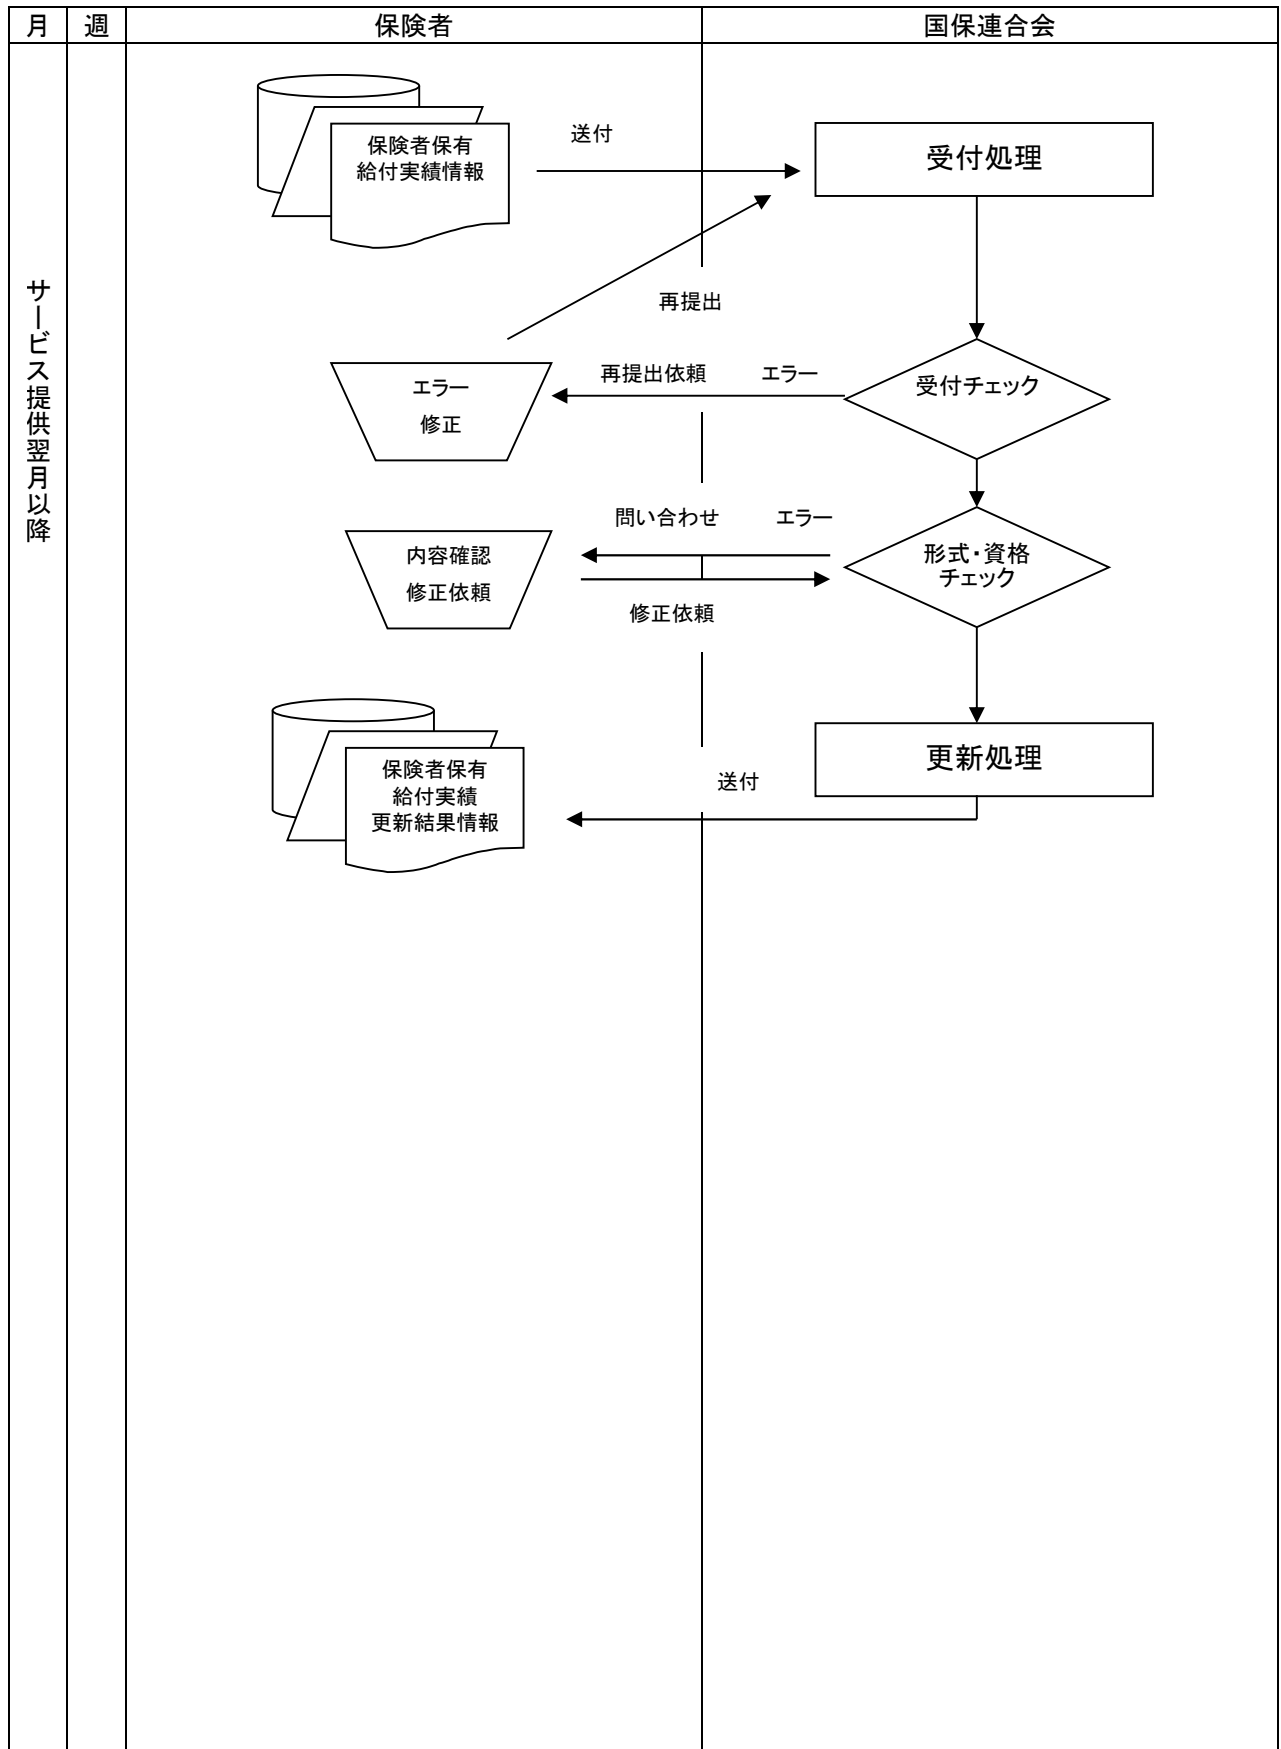 月 週 保険者 国保連合会
サービス提供翌月以降
保険者保有
給付実績情報
送付
受付処理
再提出
エラー
修正
再提出依頼 エラー
受付チェック
問い合わせ エラー
内容確認
修正依頼
形式・資格
チェック
修正依頼
保険者保有
給付実績
更新結果情報
送付
更新処理